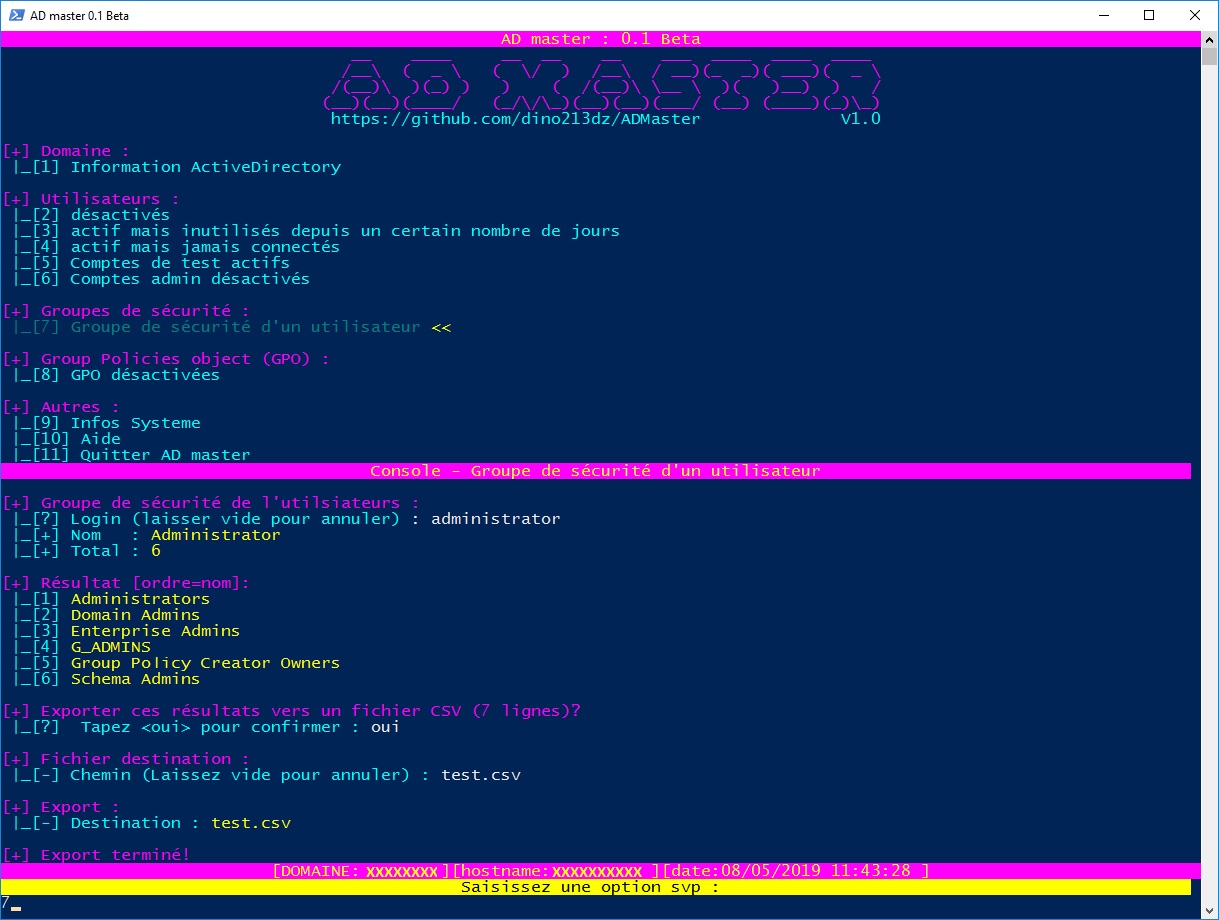 AD master 0.1 Beta
AD master : 0.1 Beta
AD MASTER
https://github.com/dino213dz/ADMaster V1.0
[+] Domaine :
|_[1] Information ActiveDirectory
[+] Utilisateurs :
|_[2] désactivés
|_[3] actif mais inutilisés depuis un certain nombre de jours
|_[4] actif mais jamais connectés
|_[5] Comptes de test actifs
|_[6] Comptes admin désactivés
[+] Groupes de sécurité :
|_[7] Groupe de sécurité d'un utilisateur <<
[+] Group Policies object (GPO) :
|_[8] GPO désactivées
[+] Autres :
|_[9] Infos Systeme
|_[10] Aide
|_[11] Quitter AD master
Console - Groupe de sécurité d'un utilisateur
[+] Groupe de sécurité de l'utilsiateurs :
|_[?] Login (laisser vide pour annuler) : administrator
|_[+] Nom : Administrator
|_[+] Total : 6
[+] Résultat [ordre=nom]:
|_[1] Administrators
|_[2] Domain Admins
|_[3] Enterprise Admins
|_[4] G_ADMINS
|_[5] Group Policy Creator Owners
|_[6] Schema Admins
[+] Exporter ces résultats vers un fichier CSV (7 lignes)?
|_[?] Tapez <oui> pour confirmer : oui
[+] Fichier destination :
|_[-] Chemin (Laissez vide pour annuler) : test.csv
[+] Export :
|_[-] Destination : test.csv
[+] Export terminé!
[DOMAINE: XXXXXXXX ][hostname:XXXXXXXXXX ][date:08/05/2019 11:43:28 ]
Saisissez une option svp :
7_